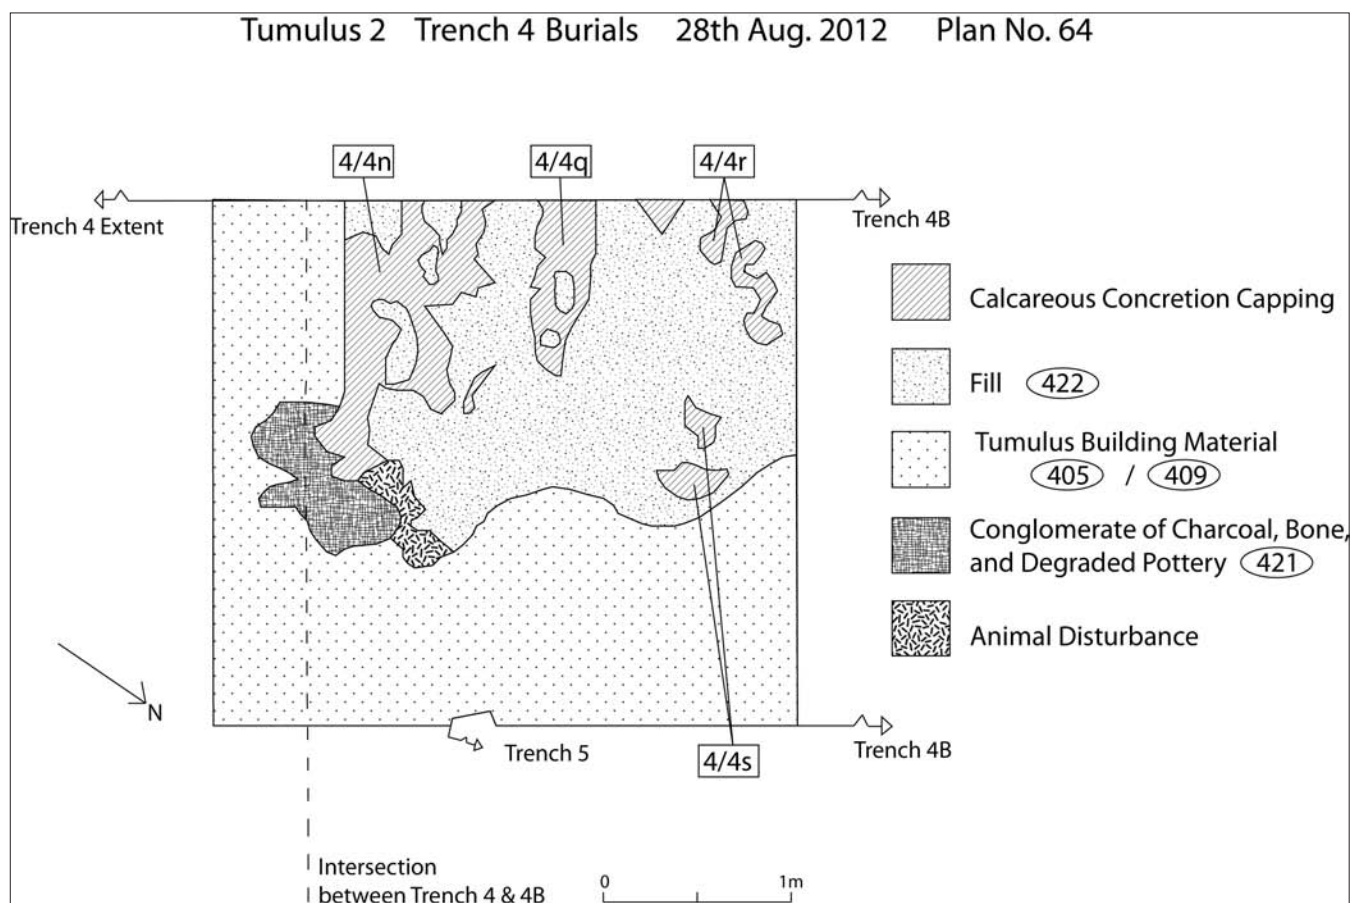 Tumulus 2 Trench 4 Burials 28th Aug. 2012 Plan No. 64
4/4n
4/4q
4/4r
Trench 4 Extent
Trench 4B
Calcareous Concretion Capping
Fill 422
Tumulus Building Material
405 / 409
Conglomerate of Charcoal, Bone,
and Degraded Pottery 421
Animal Disturbance
N
Trench 5
4/4s
Trench 4B
Intersection
between Trench 4 & 4B
0 1m